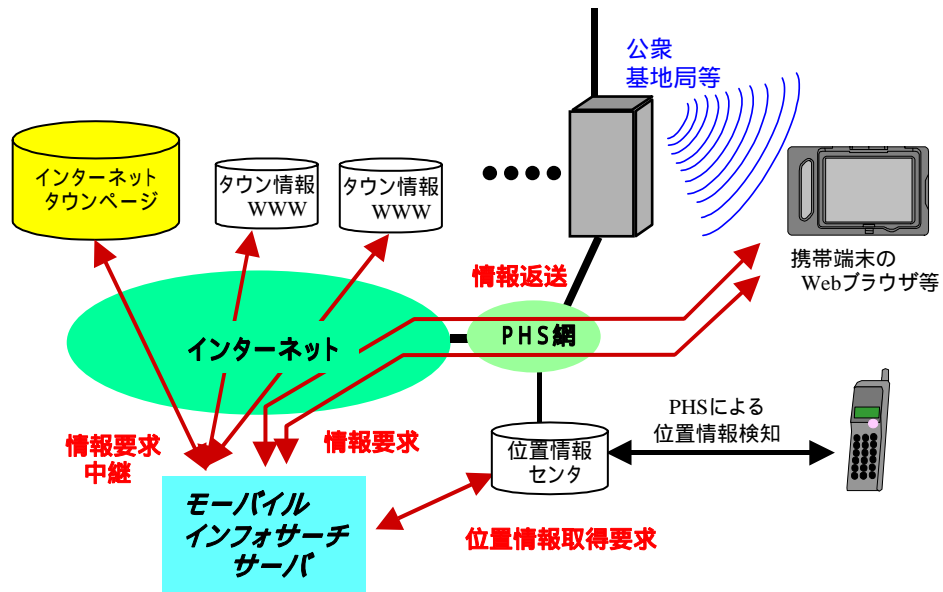 公衆
基地局等
インターネット
タウンページ
タウン情報
WWW
タウン情報
WWW
携帯端末の
Webブラウザ等
情報返送
インターネット
PHS網
PHSによる
位置情報検知
情報要求
中継
情報要求
位置情報
センタ
モーバイル
インフォサーチ
サーバ
位置情報取得要求